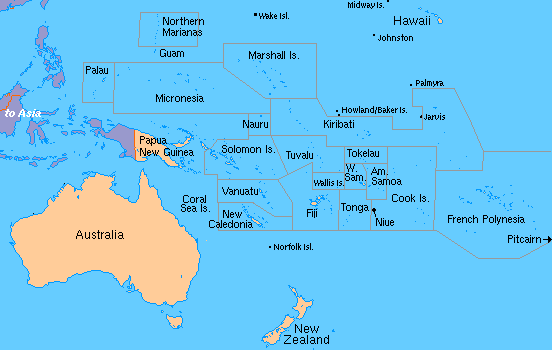 Midway Is.
Wake Isl.
Hawaii
Northern
Marianas
Johnston
Guam
Marshall Is.
Palau
Palmyra
Micronesia
to Asia
Howland/Baker Is.
Jarvis
Nauru
Kiribati
Papua
New Guinea
Solomon Is.
Tuvalu
Tokelau
W.
Sam.
Am.
Samoa
Wallis Is.
Vanuatu
Coral
Sea Is.
Cook Is.
New
Caledonia
Fiji
Tonga
Niue
French Polynesia
Australia
Pitcairn
Norfolk Isl.
New
Zealand